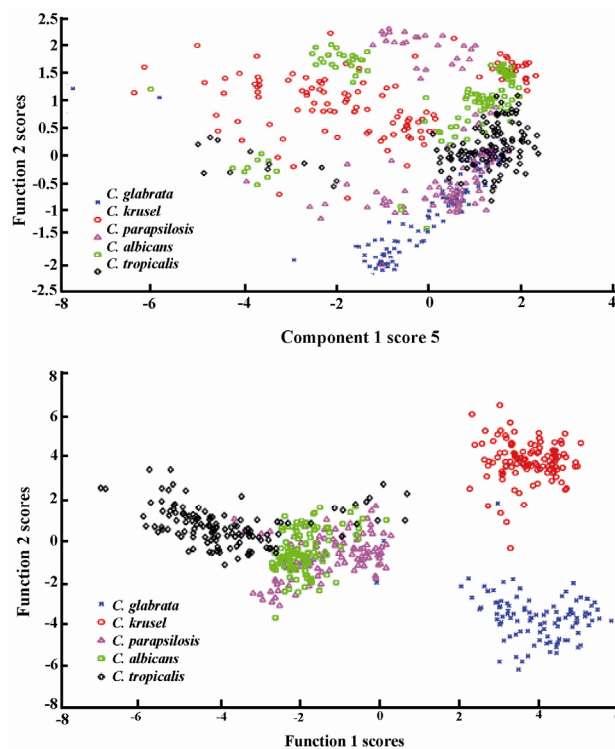 2.5
2
1.5
1
0.5
0
-0.5
-1
-1.5
-2
-2.5
Function 2 scores
C. glabrata
C. krusel
C. parapsilosis
C. albicans
C. tropicalis
-8 -6 -4 -2 0 2 4
Component 1 score 5
8
6
4
2
0
-2
-4
-6
-8
Function 2 scores
C. glabrata
C. krusel
C. parapsilosis
C. albicans
C. tropicalis
-8 -6 -4 -2 0 2 4 6
Function 1 scores